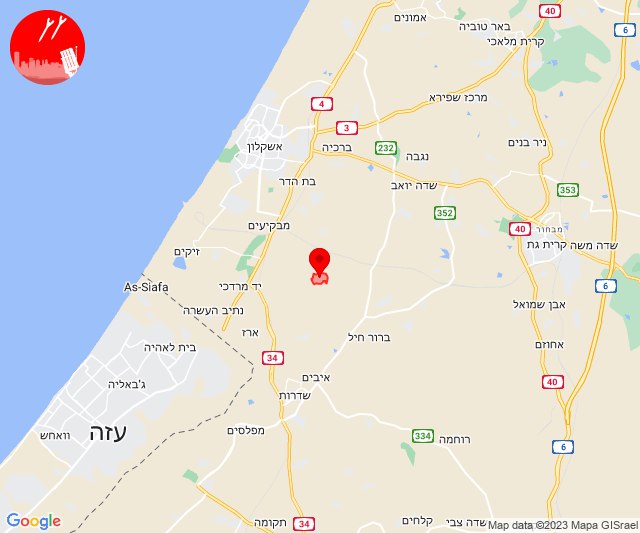 אמונים
40
באר טוביה
קרית מלאכי
6
מרכז שפירא
4
3
אשקלון
ברכיה
232
נגבה
ניר בנים
בת הדר
שדה יואב
353
352
מבקיעים
40
מבחור
קרית גת
שדה משה
זיקים
As-Siafa
יד מרדכי
6
נתיב העשרה
אבן שמואל
ארז
ברור חיל
אחוזם
בית לאהיה
34
ג'באליה
איבים
40
שדרות
עזה
וואחש
מפלסים
334
רוחמה
6
תקומה
34
קחלים
שדה צבי
Google
Map data ©2023 Mapa GISrael